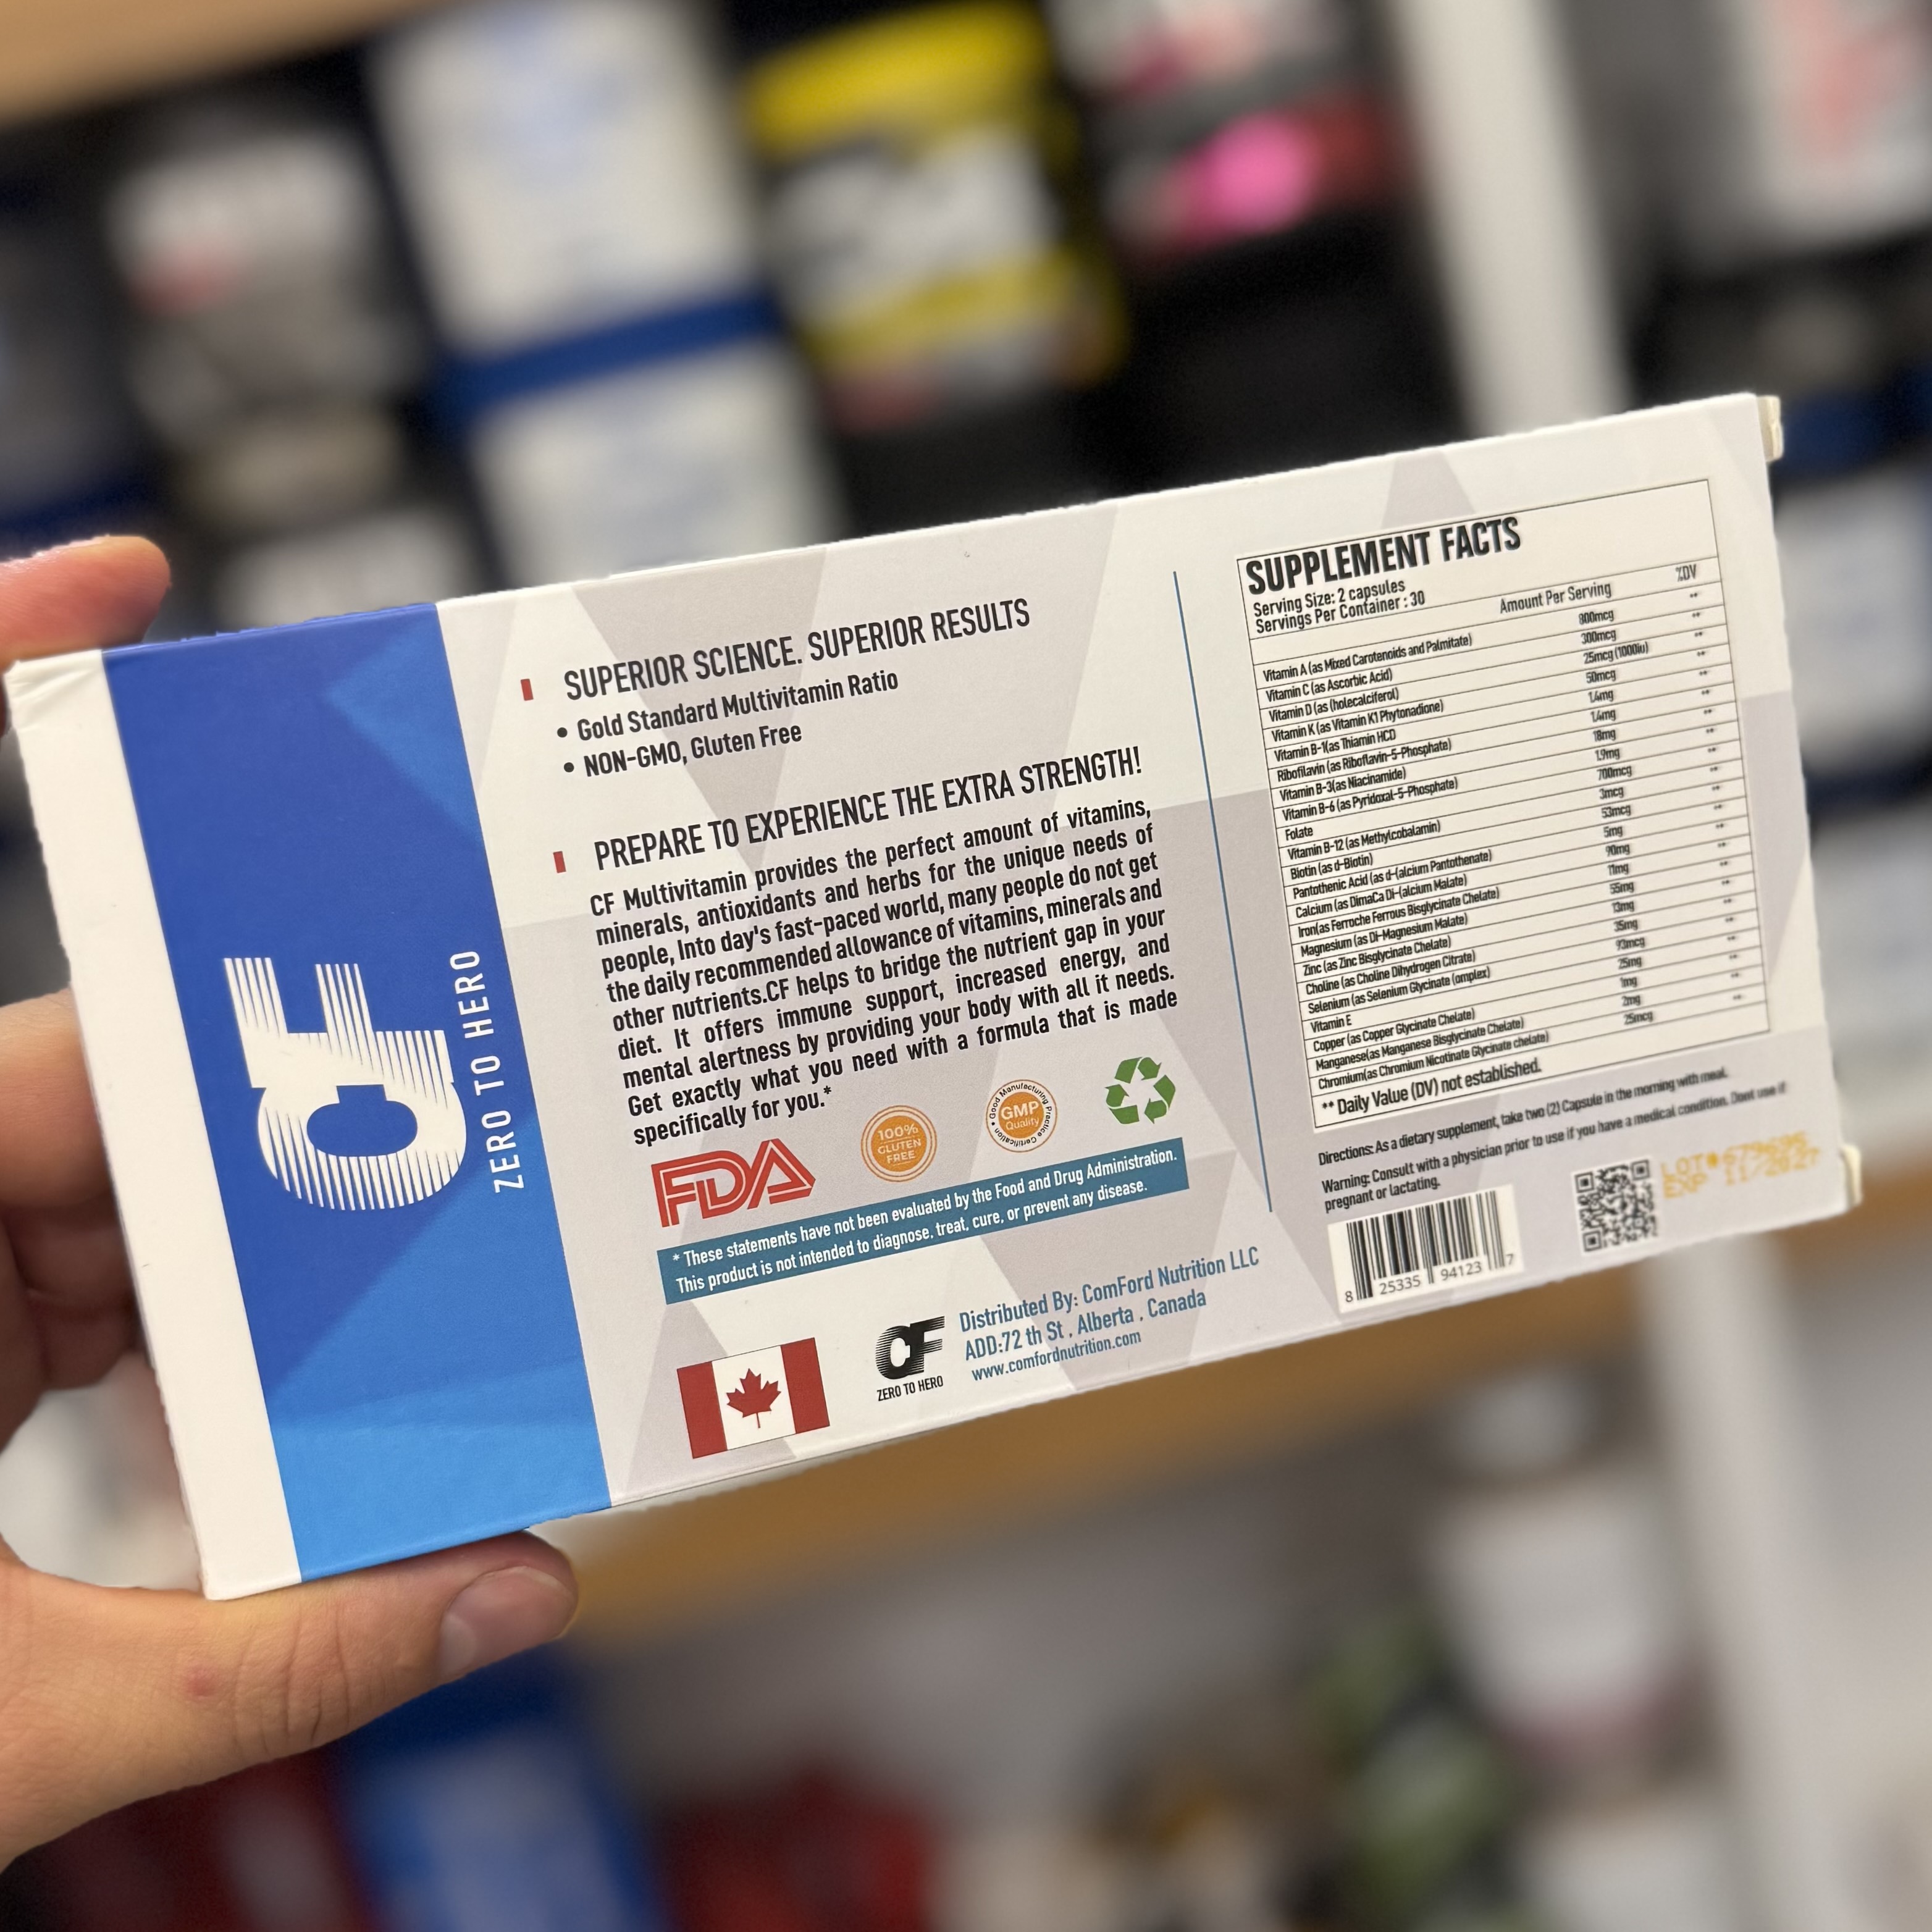 CF
ZERO TO HERO
SUPERIOR SCIENCE. SUPERIOR RESULTS
• Gold Standard Multivitamin Ratio
• NON-GMO, Gluten Free
PREPARE TO EXPERIENCE THE EXTRA STRENGTH!
CF Multivitamin provides the perfect amount of vitamins,
minerals, antioxidants and herbs for the unique needs of
people, Into day's fast-paced world, many people do not get
the daily recommended allowance of vitamins, minerals and
other nutrients.CF helps to bridge the nutrient gap in your
diet. It offers immune support, increased energy, and
mental alertness by providing your body with all it needs.
Get exactly what you need with a formula that is made
specifically for you.*
FDA
100%
GLUTEN
FREE
Good Manufacturing Practice Certification
GMP
Quality
* These statements have not been evaluated by the Food and Drug Administration.
This product is not intended to diagnose, treat, cure, or prevent any disease.
CF
ZERO TO HERO
Distributed By: ComFord Nutrition LLC
ADD:72 th St , Alberta , Canada
www.comfordnutrition.com
SUPPLEMENT FACTS
Serving Size: 2 capsules
Servings Per Container : 30
Amount Per Serving %DV
Vitamin A (as Mixed Carotenoids and Palmitate) 800mcg **
Vitamin C (as Ascorbic Acid) 300mcg **
Vitamin D (as (holecalciferol) 25mcg (1000iu) **
Vitamin K (as Vitamin K1 Phytonadione) 50mcg **
Vitamin B-1(as Thiamin HCD 1.4mg **
Riboflavin (as Riboflavin-5-Phosphate) 1.4mg **
Vitamin B-3(as Niacinamide) 18mg **
Vitamin B-6 (as Pyridoxal-5-Phosphate) 1.9mg **
Folate 700mcg **
Vitamin B-12 (as Methylcobalamin) 3mcg **
Biotin (as d-Biotin) 53mcg **
Pantothenic Acid (as d-(alcium Pantothenate) 5mg **
Calcium (as DimaCa Di-(alcium Malate) 90mg **
Iron(as Ferroche Ferrous Bisglycinate Chelate) 11mg **
Magnesium (as Di-Magnesium Malate) 55mg **
Zinc (as Zinc Bisglycinate Chelate) 13mg **
Choline (as Choline Dihydrogen Citrate) 35mg **
Selenium (as Selenium Glycinate (omplex) 93mcg **
Vitamin E 25mg **
Copper (as Copper Glycinate Chelate) 1mg **
Manganese(as Manganese Bisglycinate Chelate) 2mg **
Chromium(as Chromium Nicotinate Glycinate chelate) 25mcg **
** Daily Value (DV) not established.
Directions: As a dietary supplement, take two (2) Capsule in the morning with meal.
Warning: Consult with a physician prior to use if you have a medical condition. Dont use if
pregnant or lactating.
8 25335 94123 7
EXP 11/2027